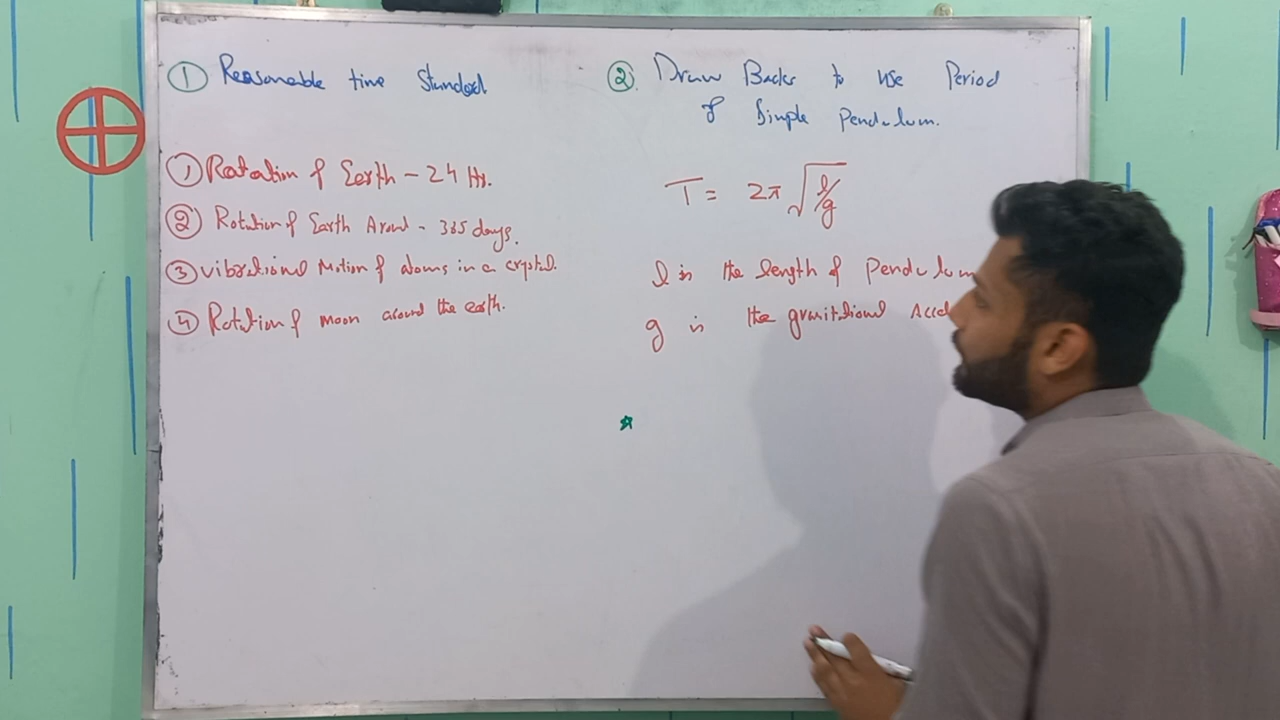 ① Reasonable time Standard
① Rotation of Earth - 24 Hr.
② Rotation of Earth Around - 365 days.
③ vibrational Motion of atoms in a crystal.
④ Rotation of moon around the earth.
②. Draw Backs to use Period
of Simple Pendulum.
T = 2π √l/g
l is the length of Pendulum
g is the gravitational Acc